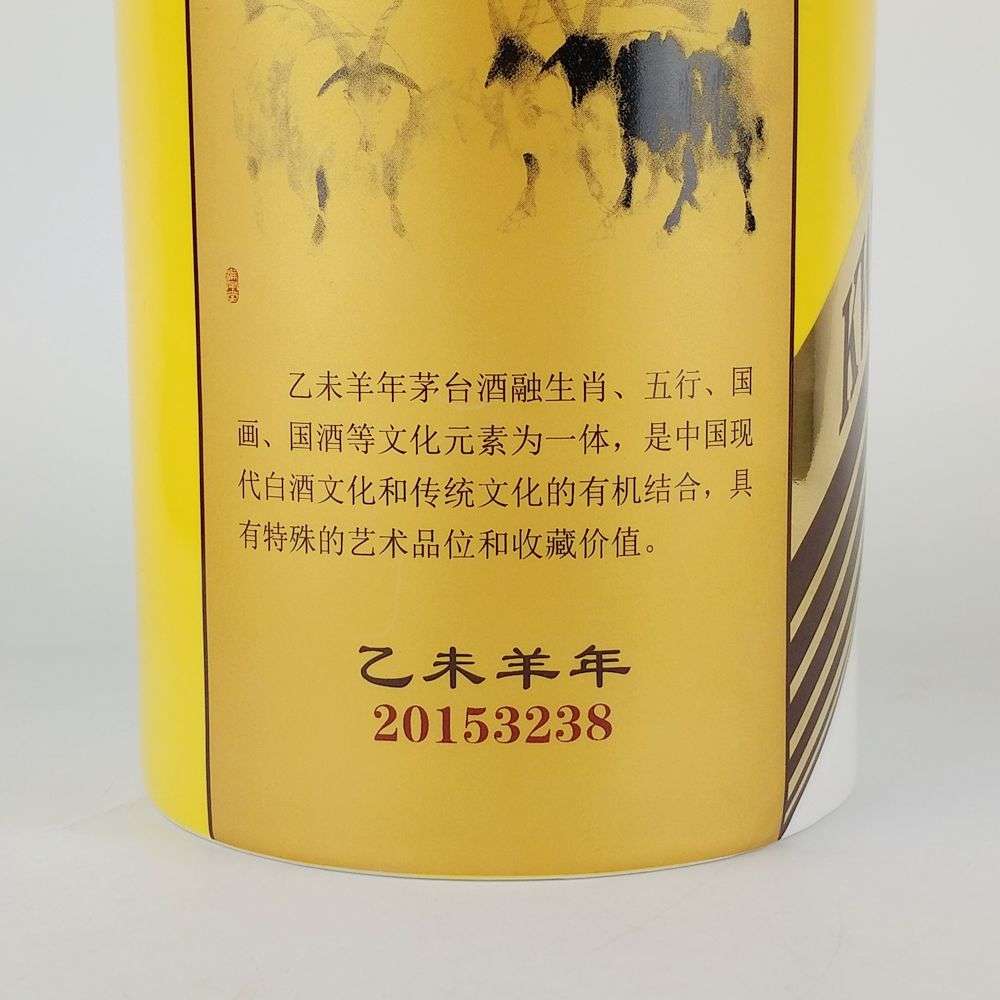 乙未羊年茅台酒融生肖、五行、国
画、国酒等文化元素为一体，是中国现
代白酒文化和传统文化的有机结合，具
有特殊的艺术品位和收藏价值。
乙未羊年
20153238